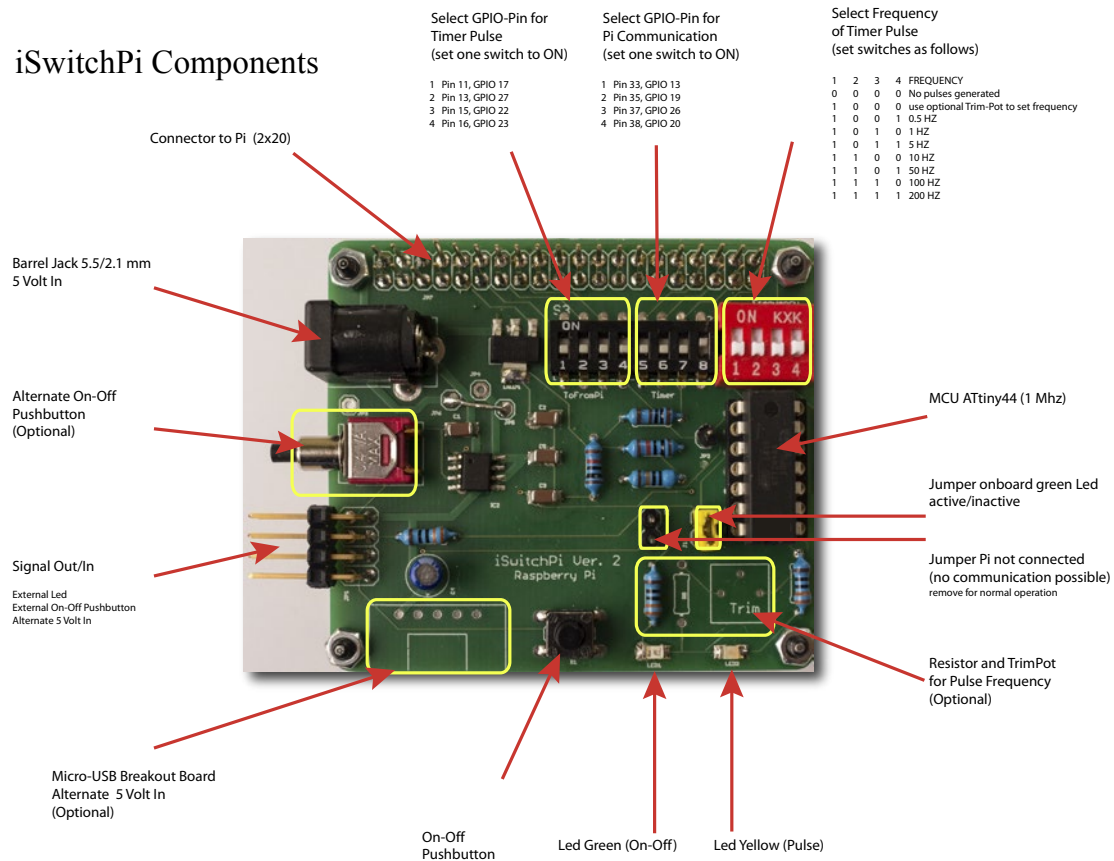 iSwitchPi Components
Select GPIO-Pin for
Timer Pulse
(set one switch to ON)
1 Pin 11, GPIO 17
2 Pin 13, GPIO 27
3 Pin 15, GPIO 22
4 Pin 16, GPIO 23
Select GPIO-Pin for
Pi Communication
(set one switch to ON)
1 Pin 33, GPIO 13
2 Pin 35, GPIO 19
3 Pin 37, GPIO 26
4 Pin 38, GPIO 20
Select Frequency
of Timer Pulse
(set switches as follows)
1 2 3 4 FREQUENCY
0 0 0 0 No pulses generated
1 0 0 0 use optional Trim-Pot to set frequency
1 0 0 1 0.5 HZ
1 0 1 0 1 HZ
1 0 1 1 5 HZ
1 1 0 0 10 HZ
1 1 0 1 50 HZ
1 1 1 0 100 HZ
1 1 1 1 200 HZ
Connector to Pi (2x20)
Barrel Jack 5.5/2.1 mm
5 Volt In
Alternate On-Off
Pushbutton
(Optional)
Signal Out/In
External Led
External On-Off Pushbutton
Alternate 5 Volt In
Micro-USB Breakout Board
Alternate 5 Volt In
(Optional)
On-Off
Pushbutton
Led Green (On-Off)
Led Yellow (Pulse)
MCU ATtiny44 (1 Mhz)
Jumper onboard green Led
active/inactive
Jumper Pi not connected
(no communication possible)
remove for normal operation
Resistor and TrimPot
for Pulse Frequency
(Optional)
S3
ON
1 2 3 4 5 6 7 8
ToFromPi
Timer
ON KXK
1 2 3 4
iSwitchPi Ver. 2
Raspberry Pi
Trim
LED1
LED2